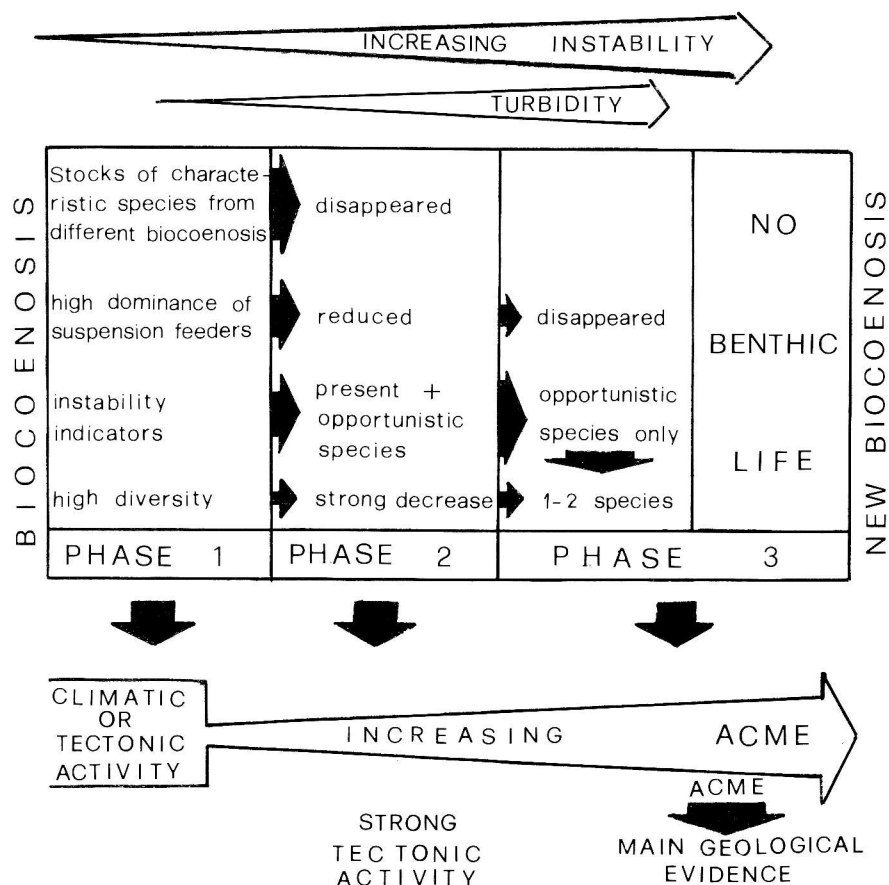 INCREASING INSTABILITY
TURBIDITY
BIOCOENOSIS
Stocks of characte-
ristic species from
different biocoenosis
disappeared
high dominance of
suspension feeders
reduced
disappeared
instability
indicators
present +
opportunistic
species
opportunistic
species only
high diversity
strong decrease
1-2 species
NO
BENTHIC
LIFE
NEW BIOCOENOSIS
PHASE 1
PHASE 2
PHASE 3
CLIMATIC
OR
TECTONIC
ACTIVITY
INCREASING
ACME
ACME
STRONG
TECTONIC
ACTIVITY
MAIN GEOLOGICAL
EVIDENCE